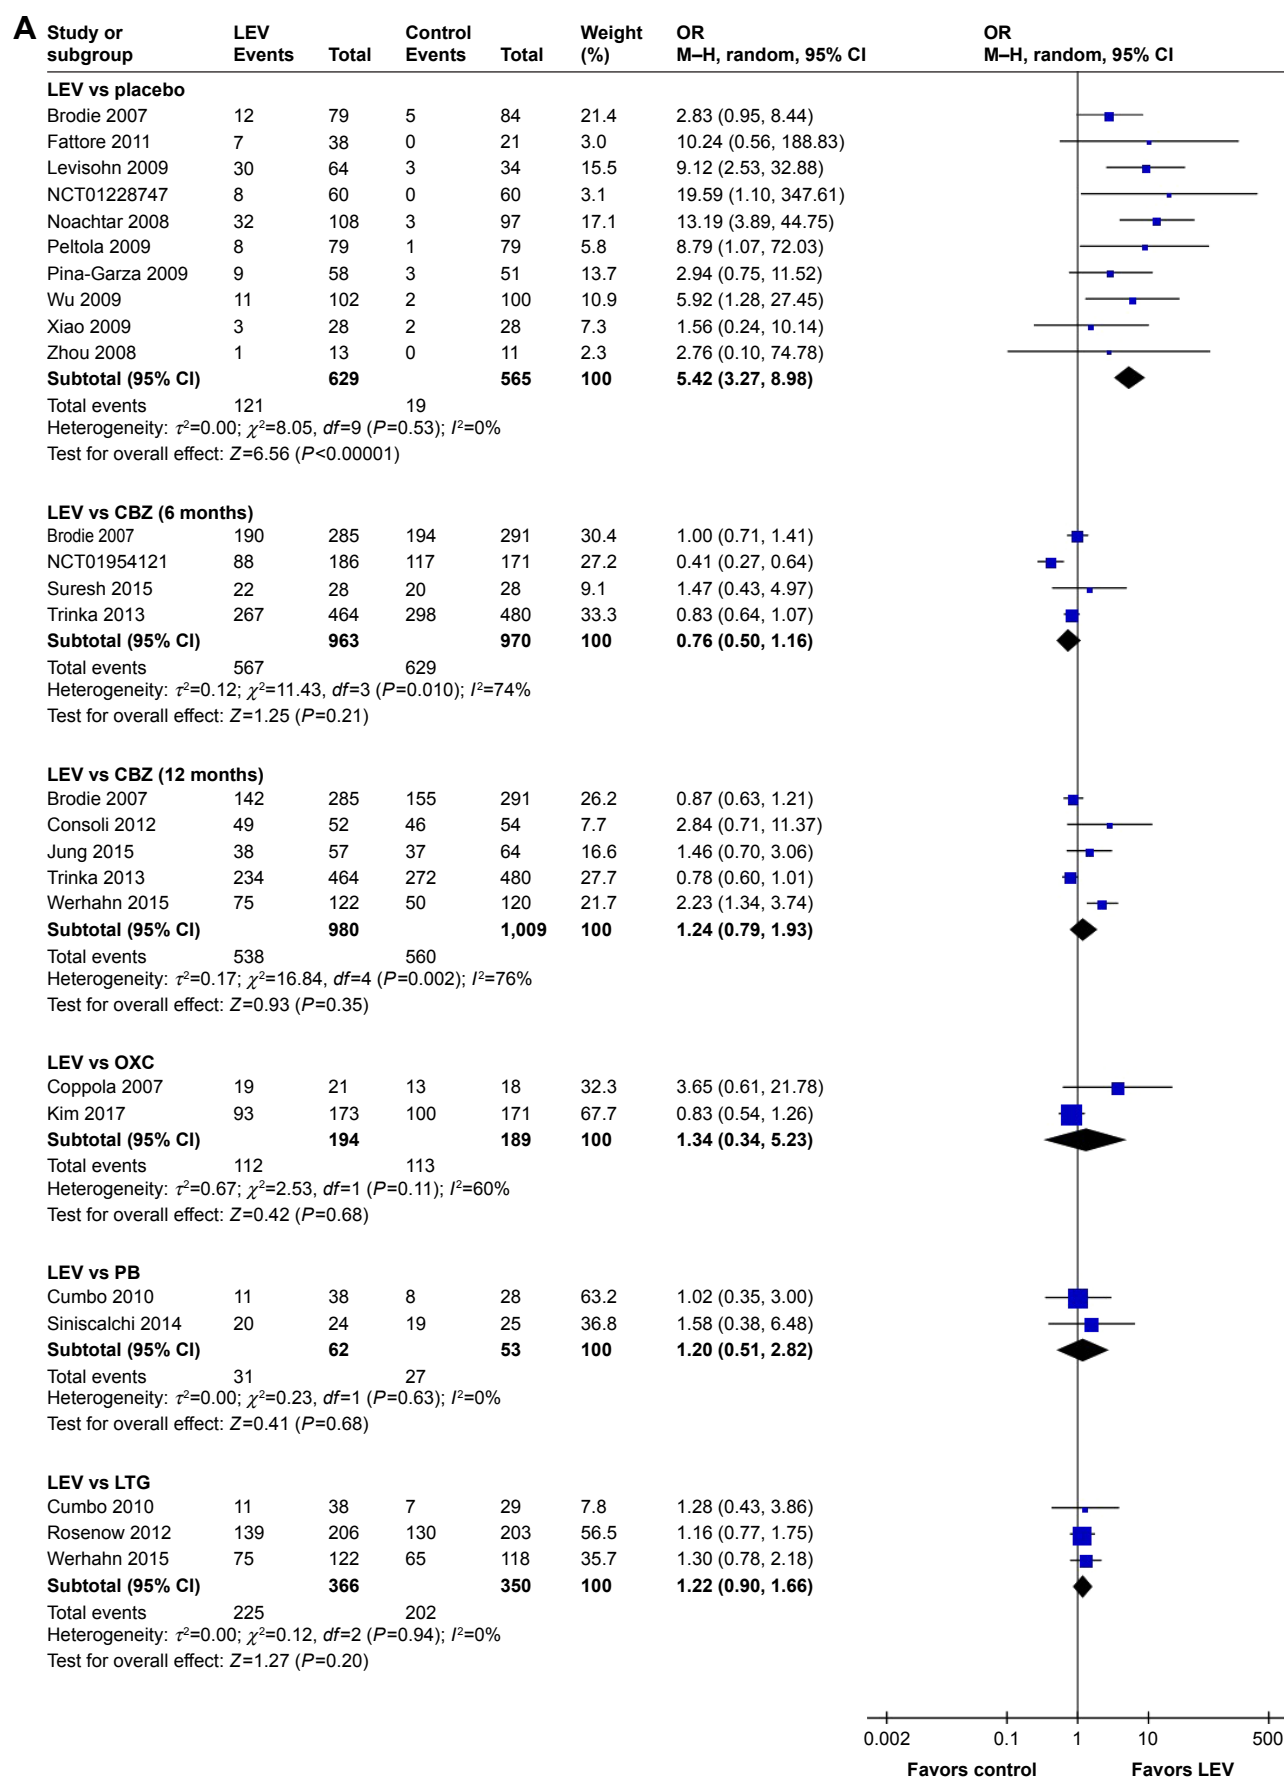 A
Study or subgroup LEV Events Total Control Events Total Weight (%) OR M–H, random, 95% CI OR M–H, random, 95% CI
LEV vs placebo
Brodie 2007 12 79 5 84 21.4 2.83 (0.95, 8.44)
Fattore 2011 7 38 0 21 3.0 10.24 (0.56, 188.83)
Levisohn 2009 30 64 3 34 15.5 9.12 (2.53, 32.88)
NCT01228747 8 60 0 60 3.1 19.59 (1.10, 347.61)
Noachtar 2008 32 108 3 97 17.1 13.19 (3.89, 44.75)
Peltola 2009 8 79 1 79 5.8 8.79 (1.07, 72.03)
Pina-Garza 2009 9 58 3 51 13.7 2.94 (0.75, 11.52)
Wu 2009 11 102 2 100 10.9 5.92 (1.28, 27.45)
Xiao 2009 3 28 2 28 7.3 1.56 (0.24, 10.14)
Zhou 2008 1 13 0 11 2.3 2.76 (0.10, 74.78)
Subtotal (95% CI) 629 565 100 5.42 (3.27, 8.98)
Total events 121 19
Heterogeneity: τ²=0.00; χ²=8.05, df=9 (P=0.53); I²=0%
Test for overall effect: Z=6.56 (P<0.00001)
LEV vs CBZ (6 months)
Brodie 2007 190 285 194 291 30.4 1.00 (0.71, 1.41)
NCT01954121 88 186 117 171 27.2 0.41 (0.27, 0.64)
Suresh 2015 22 28 20 28 9.1 1.47 (0.43, 4.97)
Trinka 2013 267 464 298 480 33.3 0.83 (0.64, 1.07)
Subtotal (95% CI) 963 970 100 0.76 (0.50, 1.16)
Total events 567 629
Heterogeneity: τ²=0.12; χ²=11.43, df=3 (P=0.010); I²=74%
Test for overall effect: Z=1.25 (P=0.21)
LEV vs CBZ (12 months)
Brodie 2007 142 285 155 291 26.2 0.87 (0.63, 1.21)
Consoli 2012 49 52 46 54 7.7 2.84 (0.71, 11.37)
Jung 2015 38 57 37 64 16.6 1.46 (0.70, 3.06)
Trinka 2013 234 464 272 480 27.7 0.78 (0.60, 1.01)
Werhahn 2015 75 122 50 120 21.7 2.23 (1.34, 3.74)
Subtotal (95% CI) 980 1,009 100 1.24 (0.79, 1.93)
Total events 538 560
Heterogeneity: τ²=0.17; χ²=16.84, df=4 (P=0.002); I²=76%
Test for overall effect: Z=0.93 (P=0.35)
LEV vs OXC
Coppola 2007 19 21 13 18 32.3 3.65 (0.61, 21.78)
Kim 2017 93 173 100 171 67.7 0.83 (0.54, 1.26)
Subtotal (95% CI) 194 189 100 1.34 (0.34, 5.23)
Total events 112 113
Heterogeneity: τ²=0.67; χ²=2.53, df=1 (P=0.11); I²=60%
Test for overall effect: Z=0.42 (P=0.68)
LEV vs PB
Cumbo 2010 11 38 8 28 63.2 1.02 (0.35, 3.00)
Siniscalchi 2014 20 24 19 25 36.8 1.58 (0.38, 6.48)
Subtotal (95% CI) 62 53 100 1.20 (0.51, 2.82)
Total events 31 27
Heterogeneity: τ²=0.00; χ²=0.23, df=1 (P=0.63); I²=0%
Test for overall effect: Z=0.41 (P=0.68)
LEV vs LTG
Cumbo 2010 11 38 7 29 7.8 1.28 (0.43, 3.86)
Rosenow 2012 139 206 130 203 56.5 1.16 (0.77, 1.75)
Werhahn 2015 75 122 65 118 35.7 1.30 (0.78, 2.18)
Subtotal (95% CI) 366 350 100 1.22 (0.90, 1.66)
Total events 225 202
Heterogeneity: τ²=0.00; χ²=0.12, df=2 (P=0.94); I²=0%
Test for overall effect: Z=1.27 (P=0.20)
0.002 0.1 1 10 500
Favors control Favors LEV